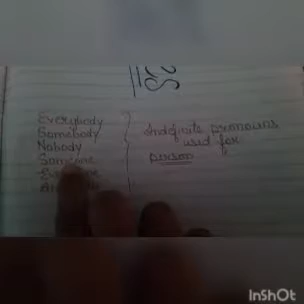 Everybody
Somebody
Nobody
Someone
Indefinite pronouns
used for
person
InShOt